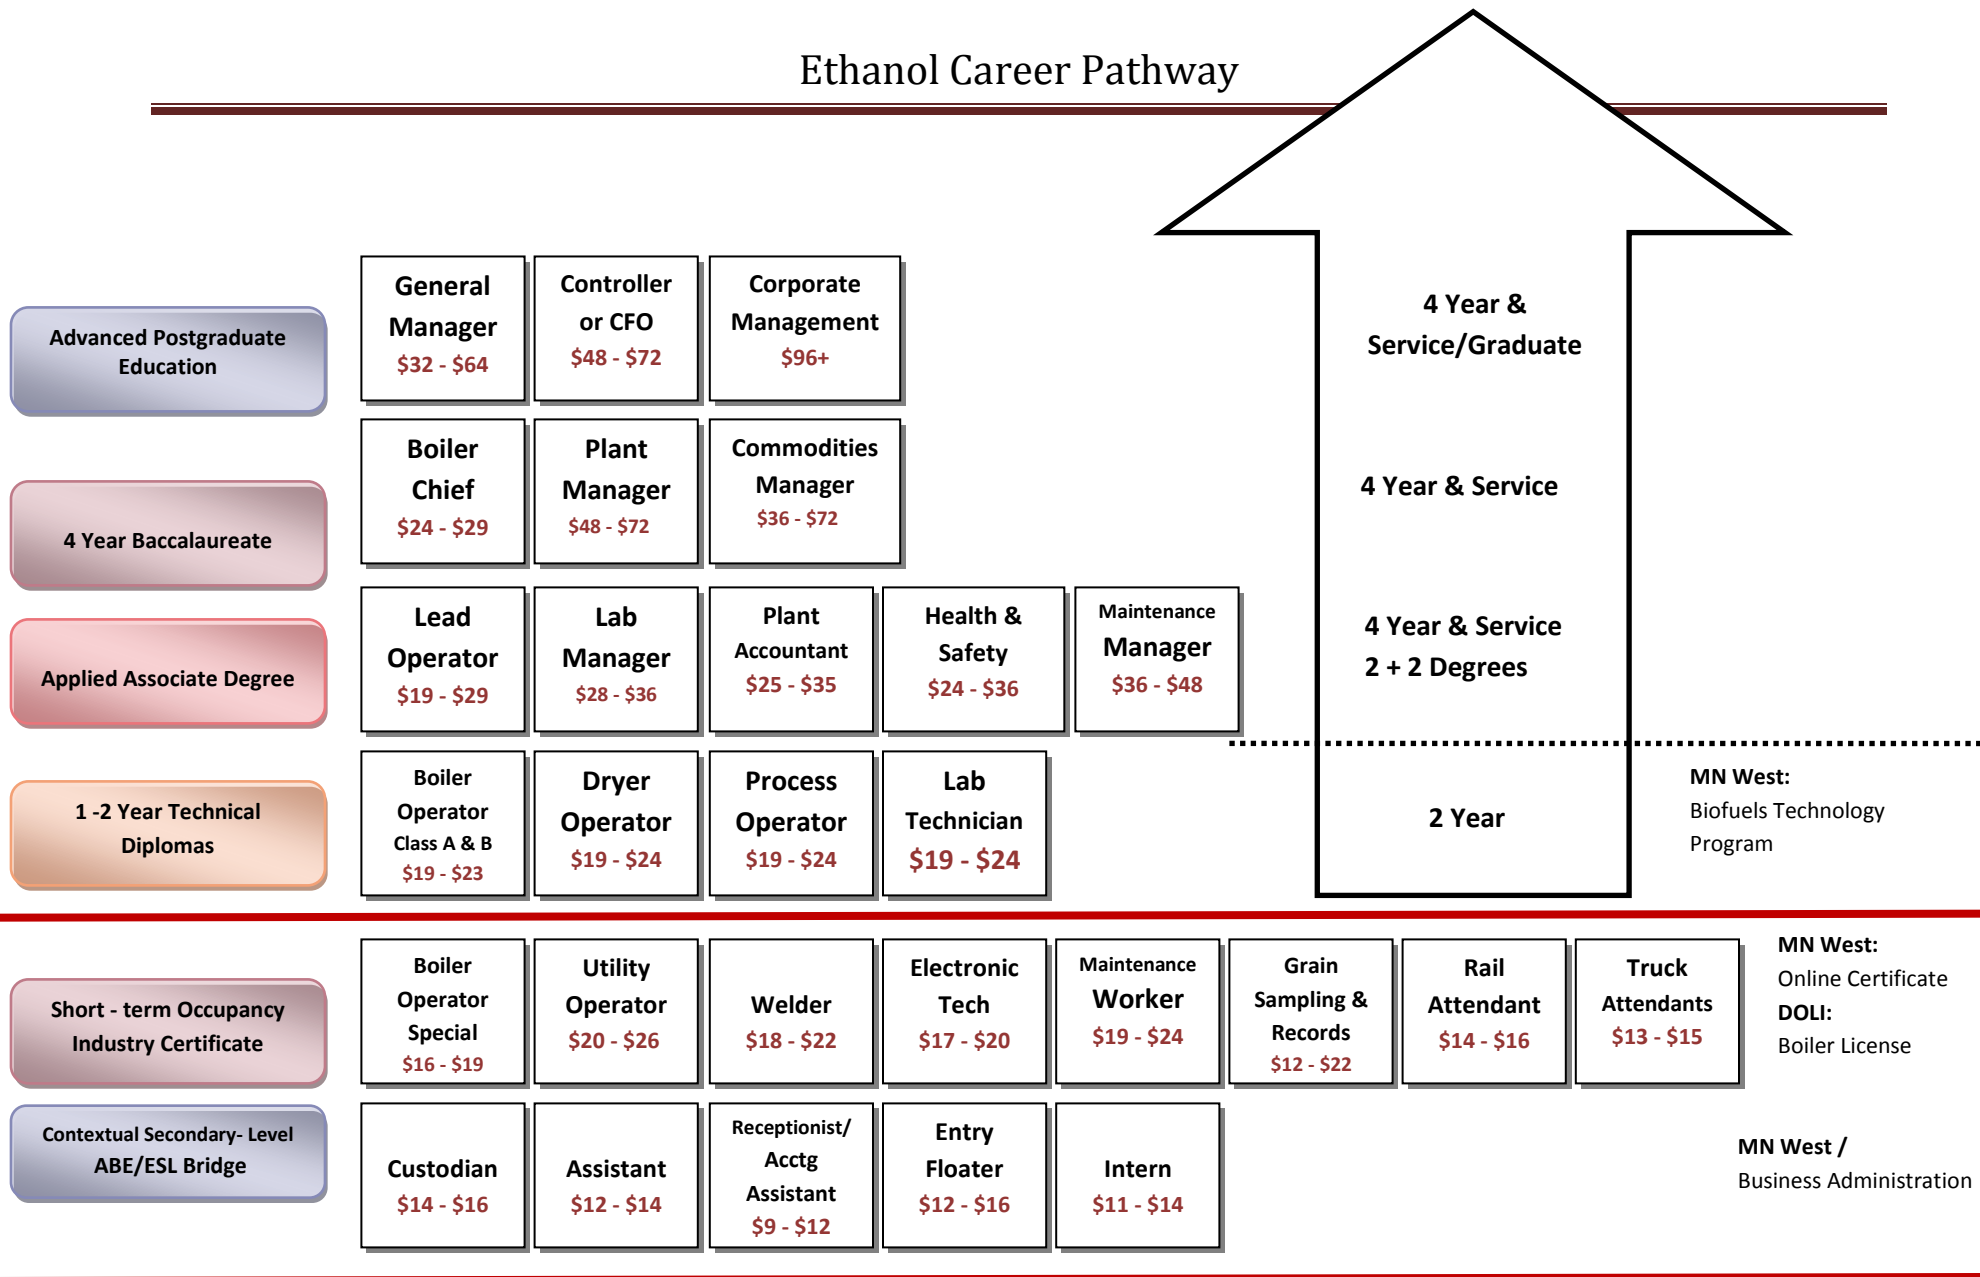 Ethanol Career Pathway
Advanced Postgraduate
Education
General
Manager
$32 - $64
Controller
or CFO
$48 - $72
Corporate
Management
$96+
4 Year &
Service/Graduate
4 Year Baccalaureate
Boiler
Chief
$24 - $29
Plant
Manager
$48 - $72
Commodities
Manager
$36 - $72
4 Year & Service
Applied Associate Degree
Lead
Operator
$19 - $29
Lab
Manager
$28 - $36
Plant
Accountant
$25 - $35
Health &
Safety
$24 - $36
Maintenance
Manager
$36 - $48
4 Year & Service
2 + 2 Degrees
1 -2 Year Technical
Diplomas
Boiler
Operator
Class A & B
$19 - $23
Dryer
Operator
$19 - $24
Process
Operator
$19 - $24
Lab
Technician
$19 - $24
2 Year
MN West:
Biofuels Technology
Program
Short - term Occupancy
Industry Certificate
Boiler
Operator
Special
$16 - $19
Utility
Operator
$20 - $26
Welder
$18 - $22
Electronic
Tech
$17 - $20
Maintenance
Worker
$19 - $24
Grain
Sampling &
Records
$12 - $22
Rail
Attendant
$14 - $16
Truck
Attendants
$13 - $15
MN West:
Online Certificate
DOLI:
Boiler License
Contextual Secondary- Level
ABE/ESL Bridge
Custodian
$14 - $16
Assistant
$12 - $14
Receptionist/
Acctg
Assistant
$9 - $12
Entry
Floater
$12 - $16
Intern
$11 - $14
MN West /
Business Administration